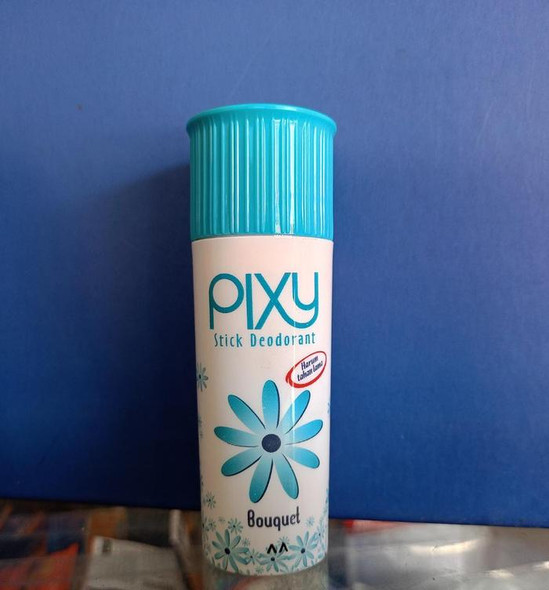 PIXY
Stick Deodorant
Harum
tahan lama
Bouquet